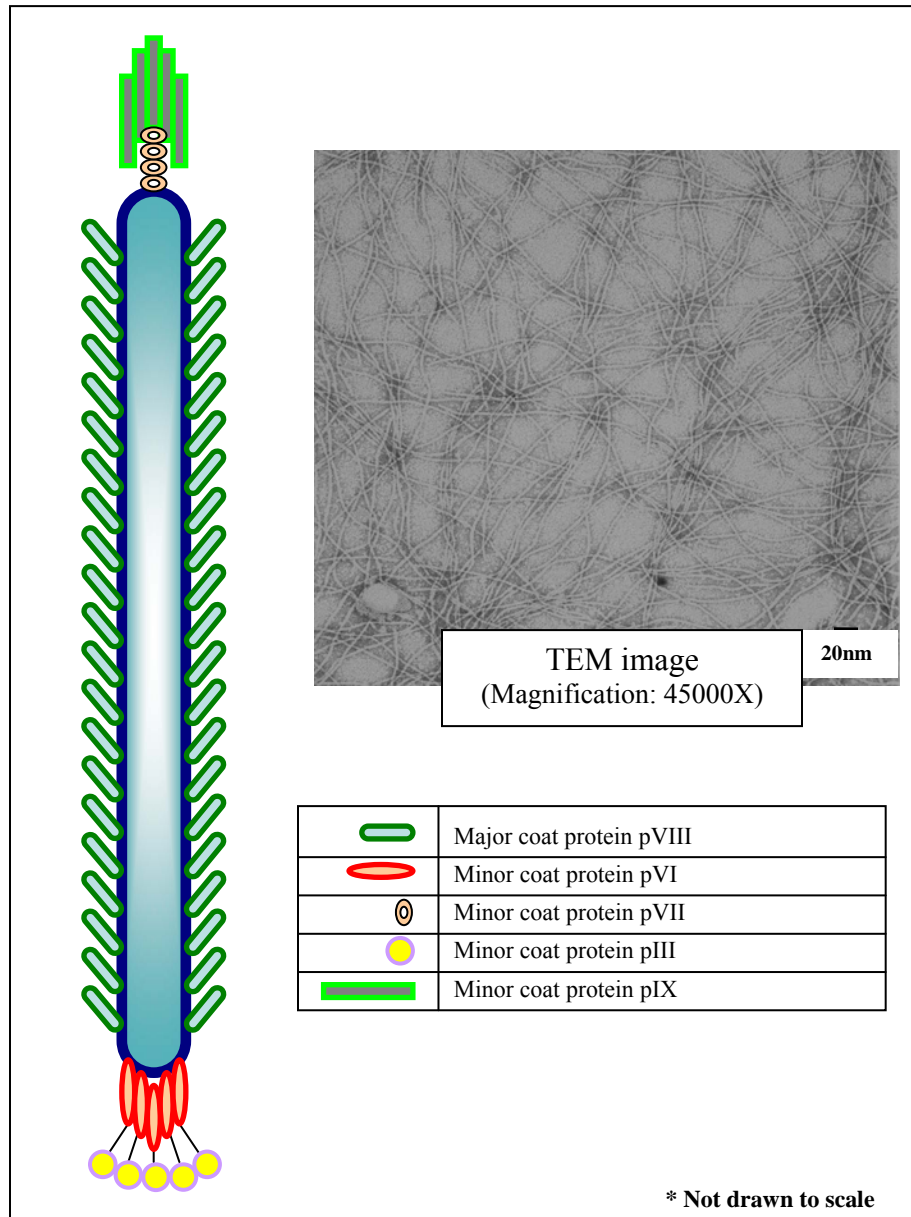 TEM image
(Magnification: 45000X)
20nm
Major coat protein pVIII
Minor coat protein pVI
Minor coat protein pVII
Minor coat protein pIII
Minor coat protein pIX
* Not drawn to scale